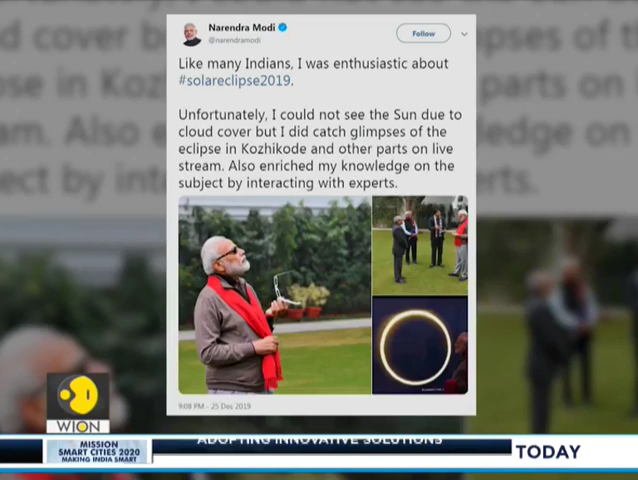 Narendra Modi
@narendramodi
Follow
Like many Indians, I was enthusiastic about
#solareclipse2019.
Unfortunately, I could not see the Sun due to
cloud cover but I did catch glimpses of the
eclipse in Kozhikode and other parts on live
stream. Also enriched my knowledge on the
subject by interacting with experts.
9:08 PM - 25 Dec 2019
WION
MISSION
SMART CITIES 2020
MAKING INDIA SMART
ADOPTING INNOVATIVE SOLUTIONS
TODAY